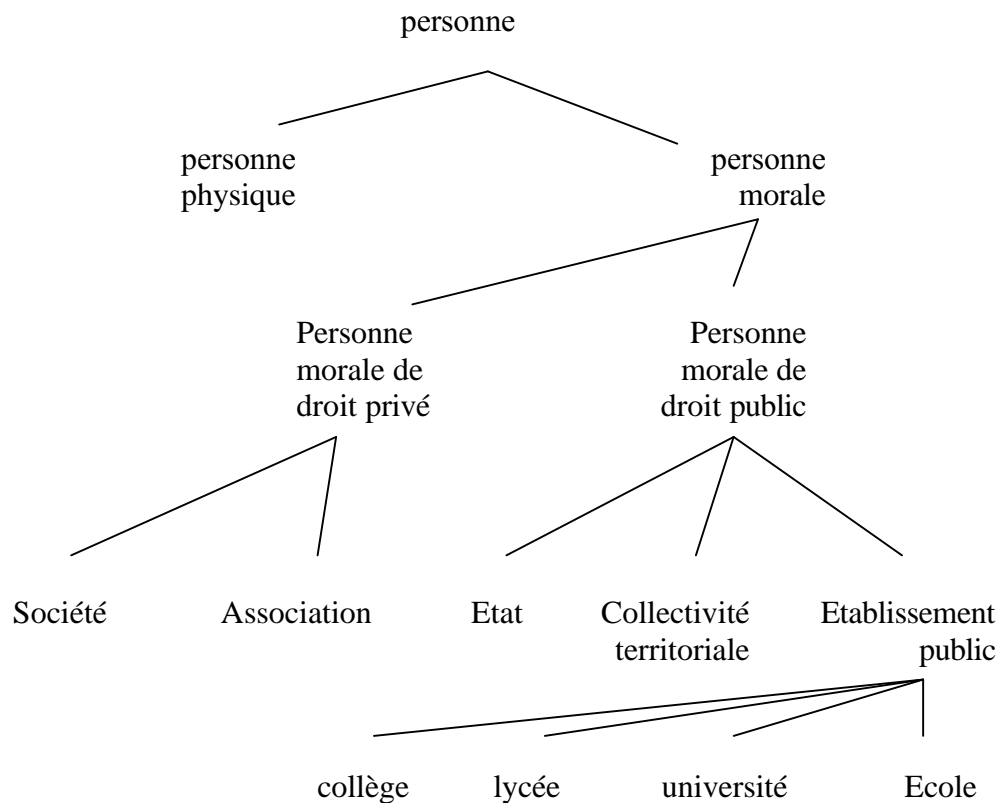 personne
personne
physique
personne
morale
Personne
morale de
droit privé
Personne
morale de
droit public
Société
Association
Etat
Collectivité
territoriale
Etablissement
public
collège
lycée
université
Ecole